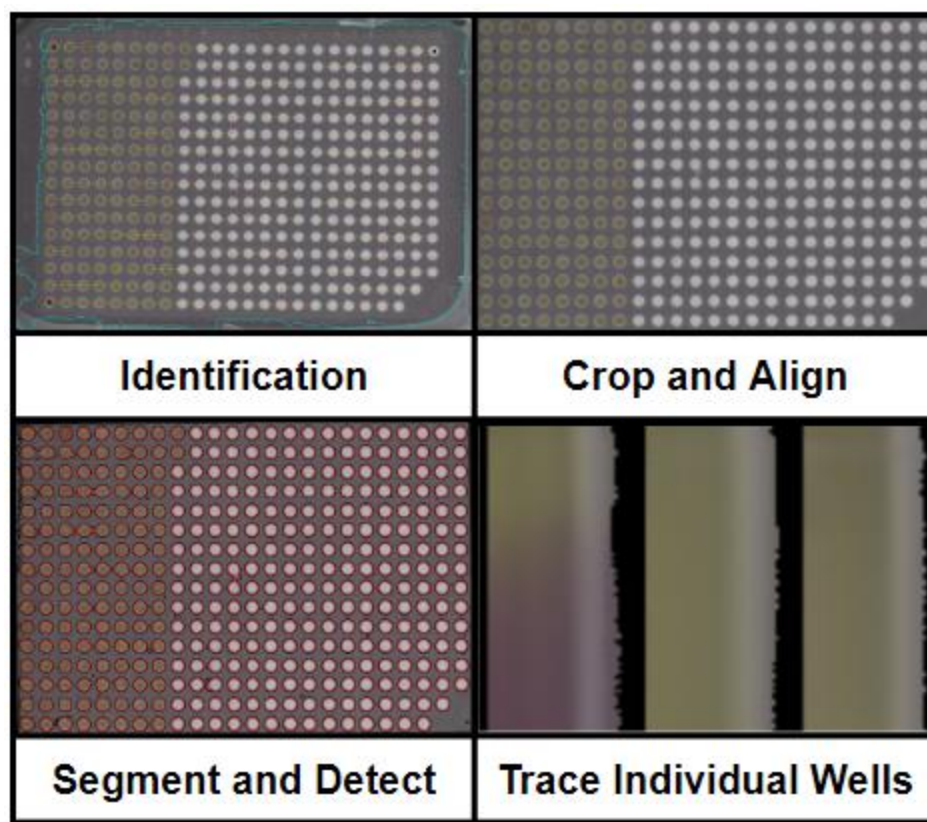 Identification
Crop and Align
Segment and Detect
Trace Individual Wells